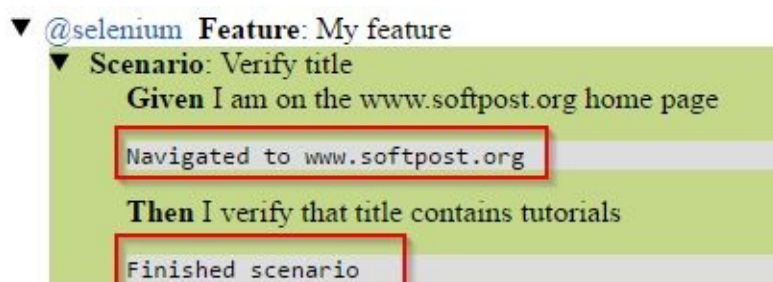 @selenium Feature: My feature
Scenario: Verify title
Given I am on the www.softpost.org home page
Navigated to www.softpost.org
Then I verify that title contains tutorials
Finished scenario